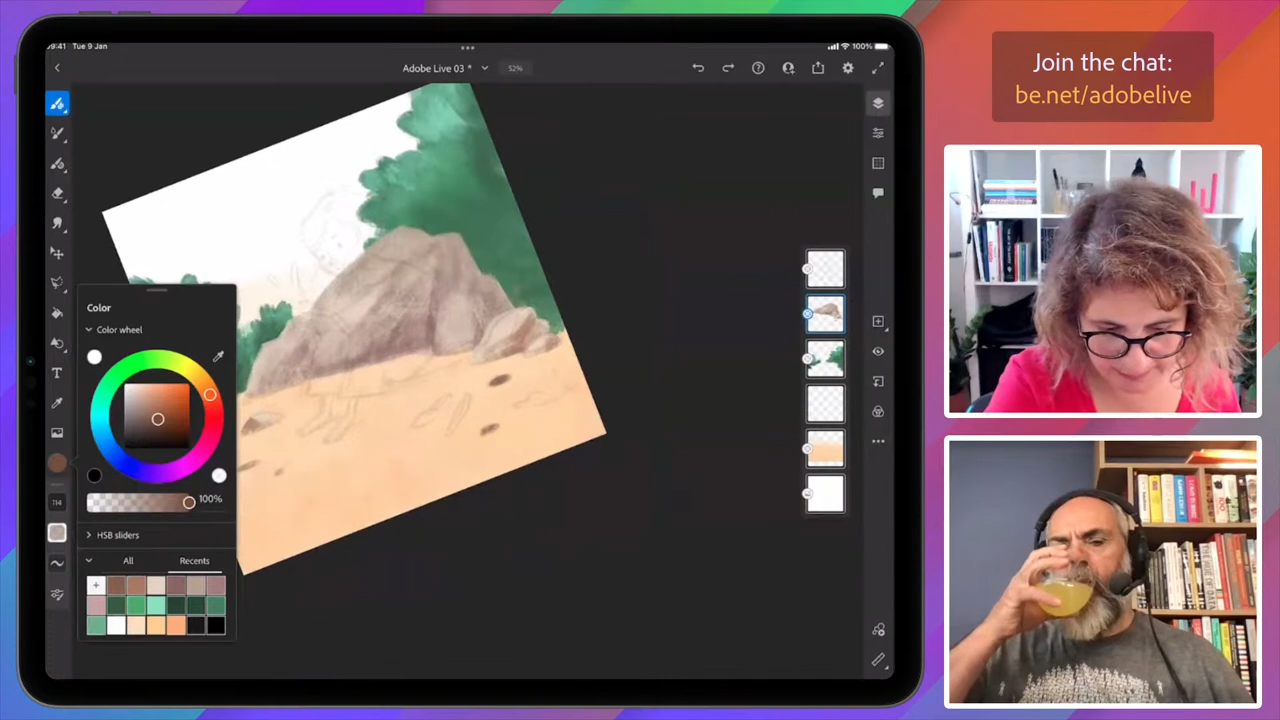 9:41 Tue 9 Jan
100%
Adobe Live 03 *
52%
Join the chat:
be.net/adobelive
Color
Color wheel
100%
114
HSB sliders
All
Recents